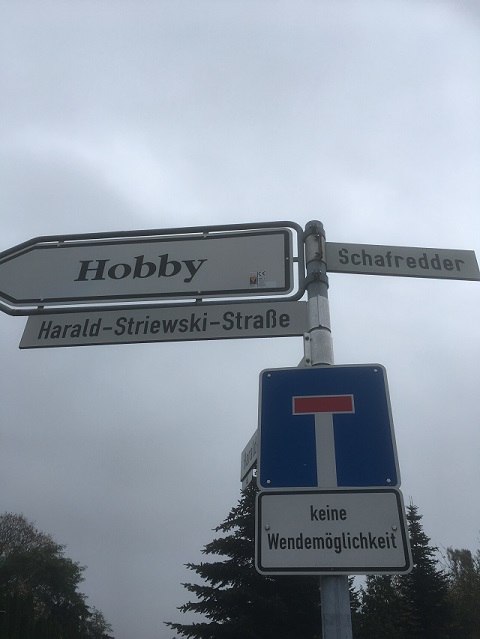 Hobby
Schafredder
Harald-Striewski-Straße
keine
Wendemöglichkeit